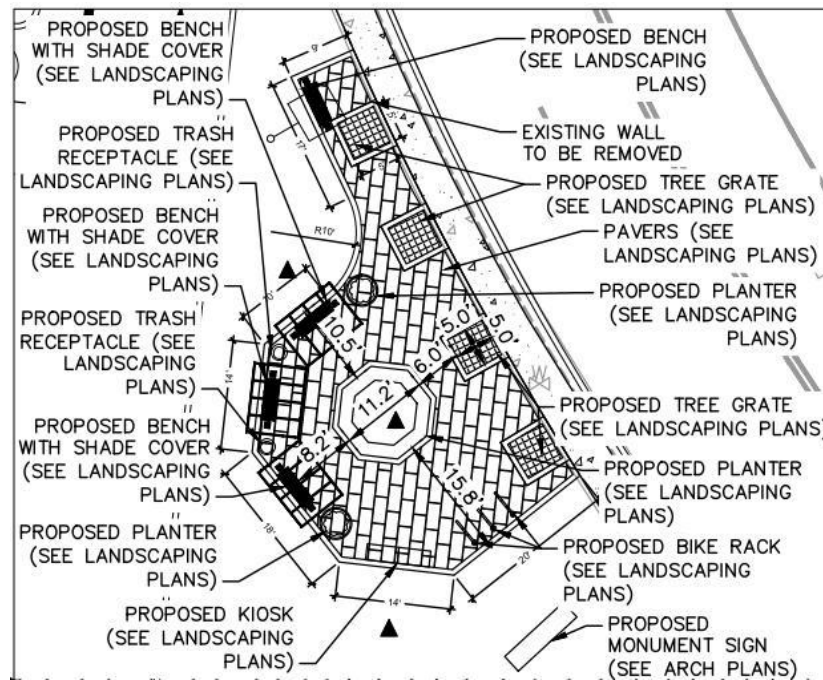 PROPOSED BENCH
WITH SHADE COVER
(SEE LANDSCAPING
PLANS)
PROPOSED TRASH
RECEPTACLE (SEE
LANDSCAPING PLANS)
PROPOSED BENCH
WITH SHADE COVER
(SEE LANDSCAPING
PLANS)
PROPOSED TRASH
RECEPTACLE (SEE
LANDSCAPING
PLANS)
PROPOSED BENCH
WITH SHADE COVER
(SEE LANDSCAPING
PLANS)
PROPOSED PLANTER
(SEE LANDSCAPING
PLANS)
PROPOSED KIOSK
(SEE LANDSCAPING
PLANS)
9'
17'
5'
R10'
10'
14'
18'
14'
20'
10.5'
11.2'
6.0'
5.0'
5.0'
8.2'
15.8'
W
PROPOSED BENCH
(SEE LANDSCAPING
PLANS)
EXISTING WALL
TO BE REMOVED
PROPOSED TREE GRATE
(SEE LANDSCAPING PLANS)
PAVERS (SEE
LANDSCAPING PLANS)
PROPOSED PLANTER
(SEE LANDSCAPING
PLANS)
PROPOSED TREE GRATE
(SEE LANDSCAPING PLANS)
PROPOSED PLANTER
(SEE LANDSCAPING
PLANS)
PROPOSED BIKE RACK
(SEE LANDSCAPING
PLANS)
PROPOSED
MONUMENT SIGN
(SEE ARCH PLANS)